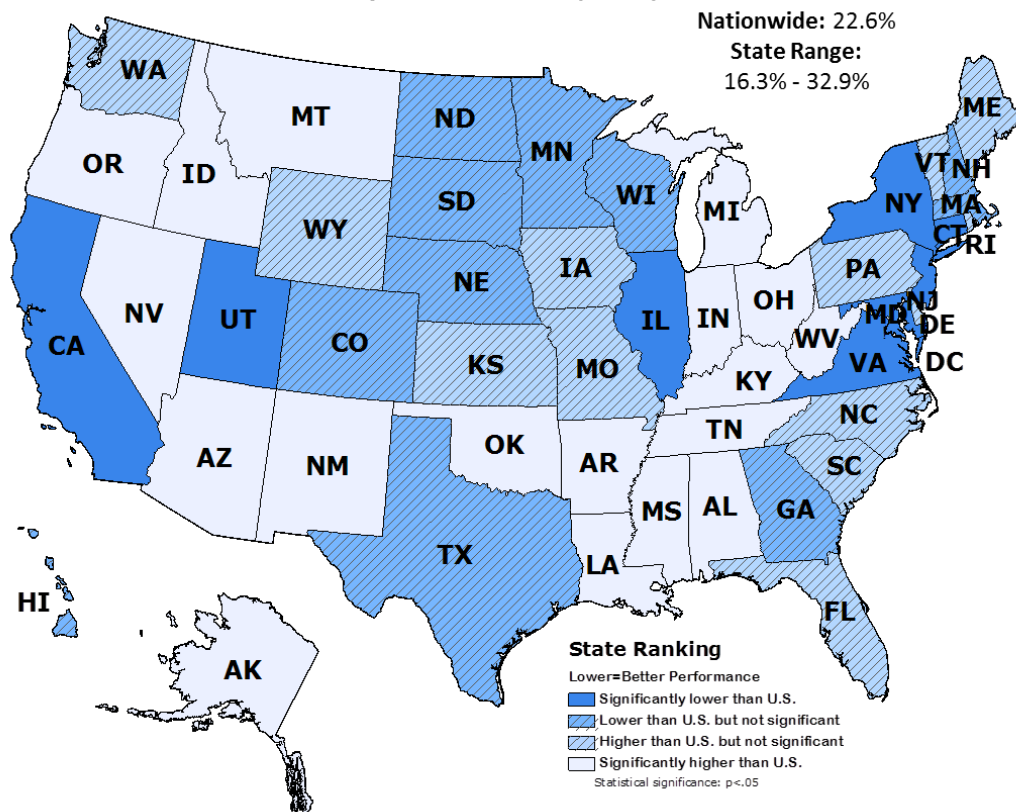 Nationwide: 22.6%
State Range:
16.3% - 32.9%
WA
MT
ND
MN
ME
OR
ID
SD
WI
VT
NH
WY
MI
NY
MA
CT
RI
NE
IA
PA
NV
UT
CO
IL
IN
OH
NJ
MD
DE
CA
KS
MO
WV
VA
DC
KY
AZ
NM
OK
AR
TN
NC
SC
MS
AL
GA
TX
LA
HI
FL
AK
State Ranking
Lower=Better Performance
Significantly lower than U.S.
Lower than U.S. but not significant
Higher than U.S. but not significant
Significantly higher than U.S.
Statistical significance: p<.05